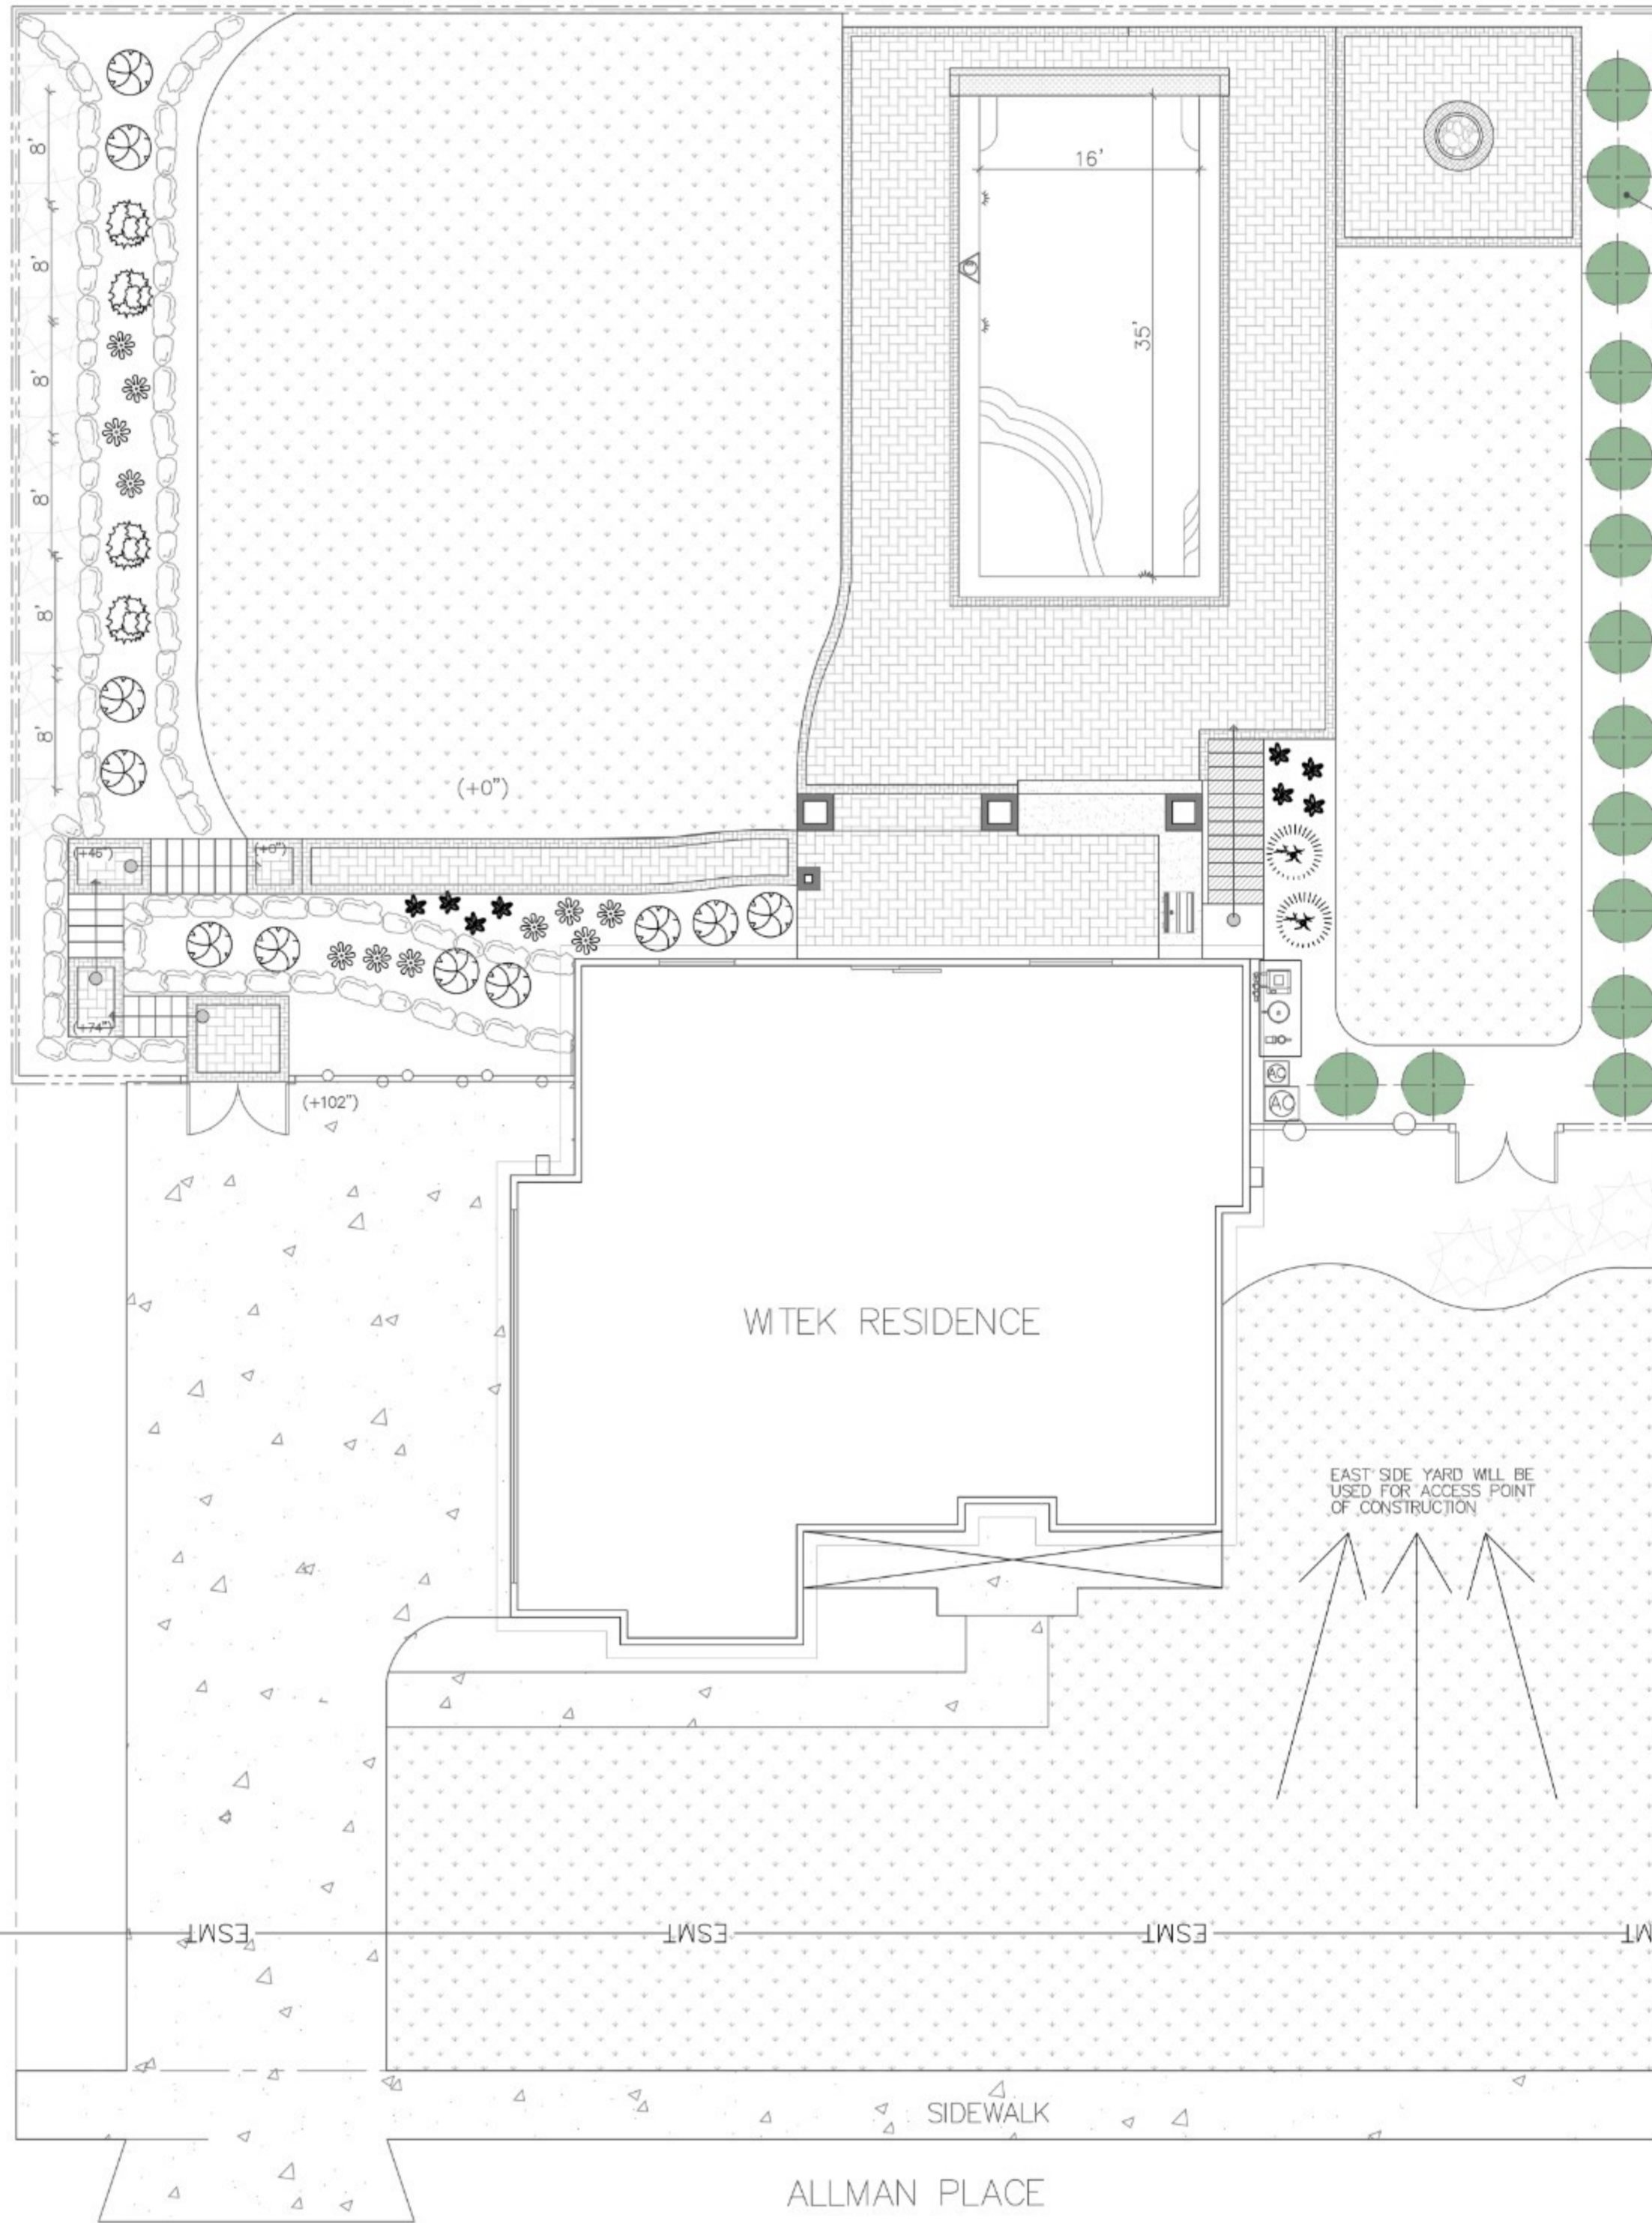 8'
16'
8'
35'
8'
8'
8'
(+0")
8'
(+46")
(+0")
(+74")
AC
AC
(+102")
WITEK RESIDENCE
EAST SIDE YARD WILL BE
USED FOR ACCESS POINT
OF CONSTRUCTION
ESMT
ESMT
ESMT
SIDEWALK
ALLMAN PLACE